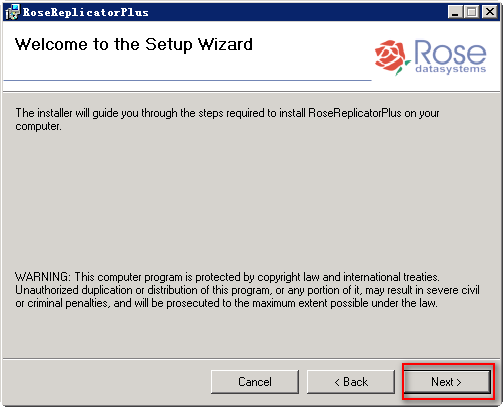 RoseReplicatorPlus
Welcome to the Setup Wizard
Rose
datasystems
The installer will guide you through the steps required to install RoseReplicatorPlus on your
computer.
WARNING: This computer program is protected by copyright law and international treaties.
Unauthorized duplication or distribution of this program, or any portion of it, may result in severe civil
or criminal penalties, and will be prosecuted to the maximum extent possible under the law.
Cancel
< Back
Next >